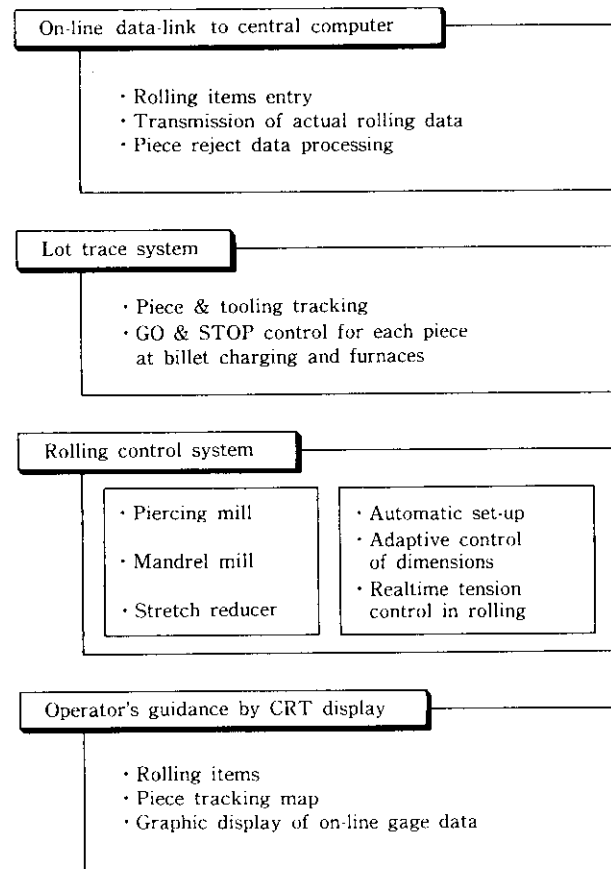 On-line data-link to central computer
· Rolling items entry
· Transmission of actual rolling data
· Piece reject data processing
Lot trace system
· Piece & tooling tracking
· GO & STOP control for each piece
at billet charging and furnaces
Rolling control system
· Piercing mill
· Mandrel mill
· Stretch reducer
· Automatic set-up
· Adaptive control
of dimensions
· Realtime tension
control in rolling
Operator's guidance by CRT display
· Rolling items
· Piece tracking map
· Graphic display of on-line gage data